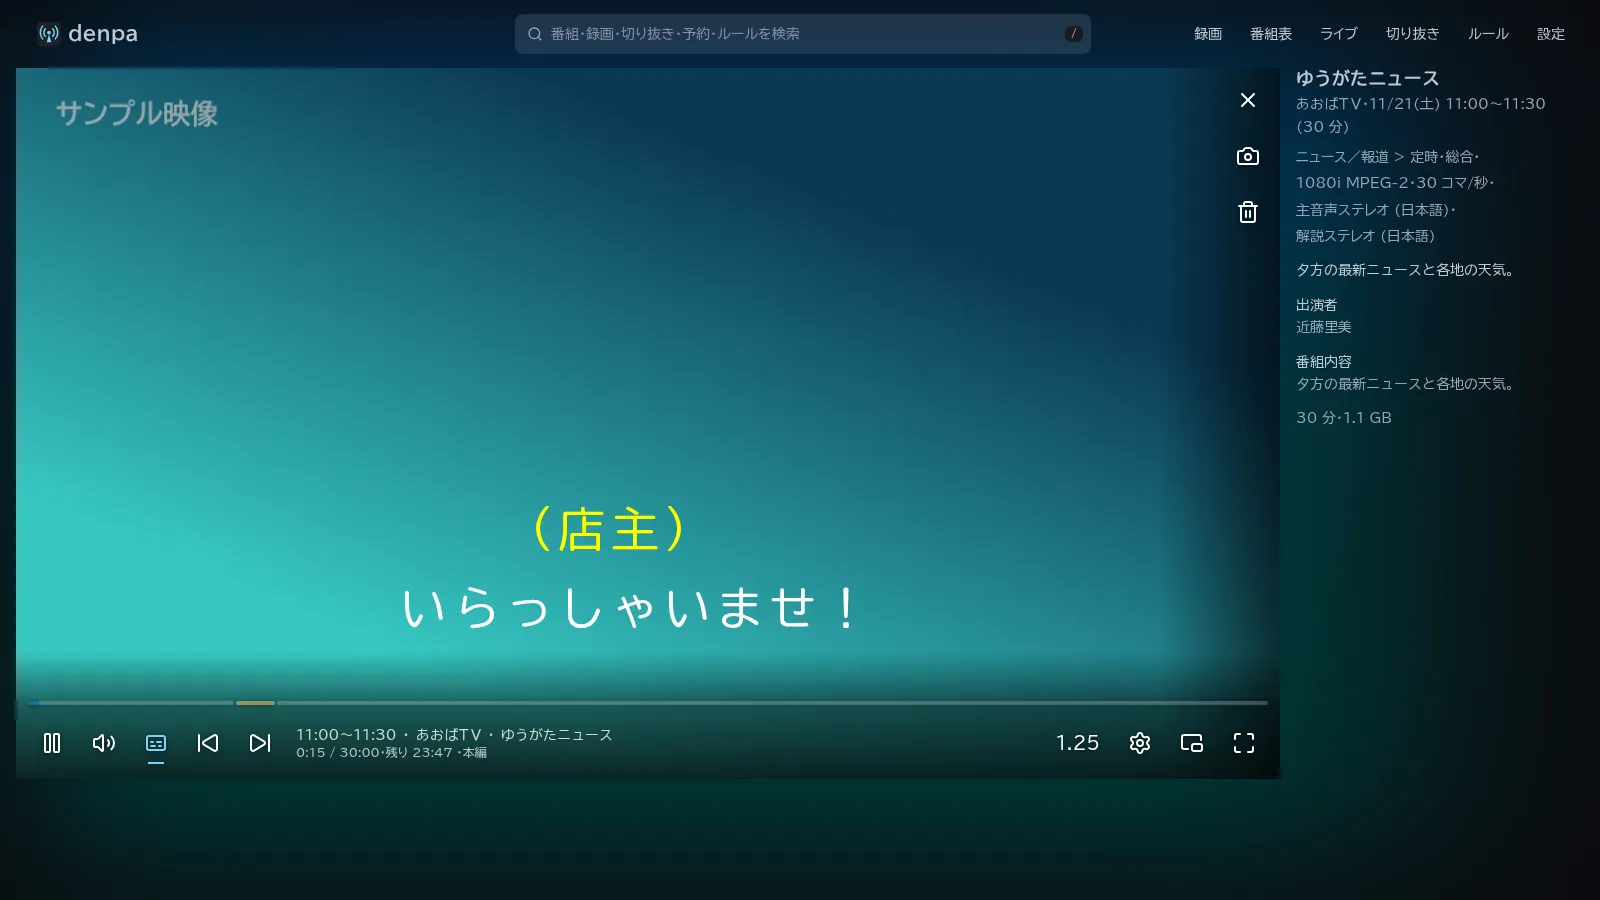 denpa
番組・録画・切り抜き・予約・ルールを検索
/
録画
番組表
ライブ
切り抜き
ルール
設定
サンプル映像
（店主）
いらっしゃいませ！
11:00〜11:30 ・ あおばTV ・ ゆうがたニュース
0:15 / 30:00・残り 23:47 ・本編
1.25
ゆうがたニュース
あおばTV・11/21(土) 11:00〜11:30
(30 分)
ニュース／報道 > 定時・総合・
1080i MPEG-2・30 コマ/秒・
主音声ステレオ (日本語)・
解説ステレオ (日本語)
夕方の最新ニュースと各地の天気。
出演者
近藤里美
番組内容
夕方の最新ニュースと各地の天気。
30 分・1.1 GB